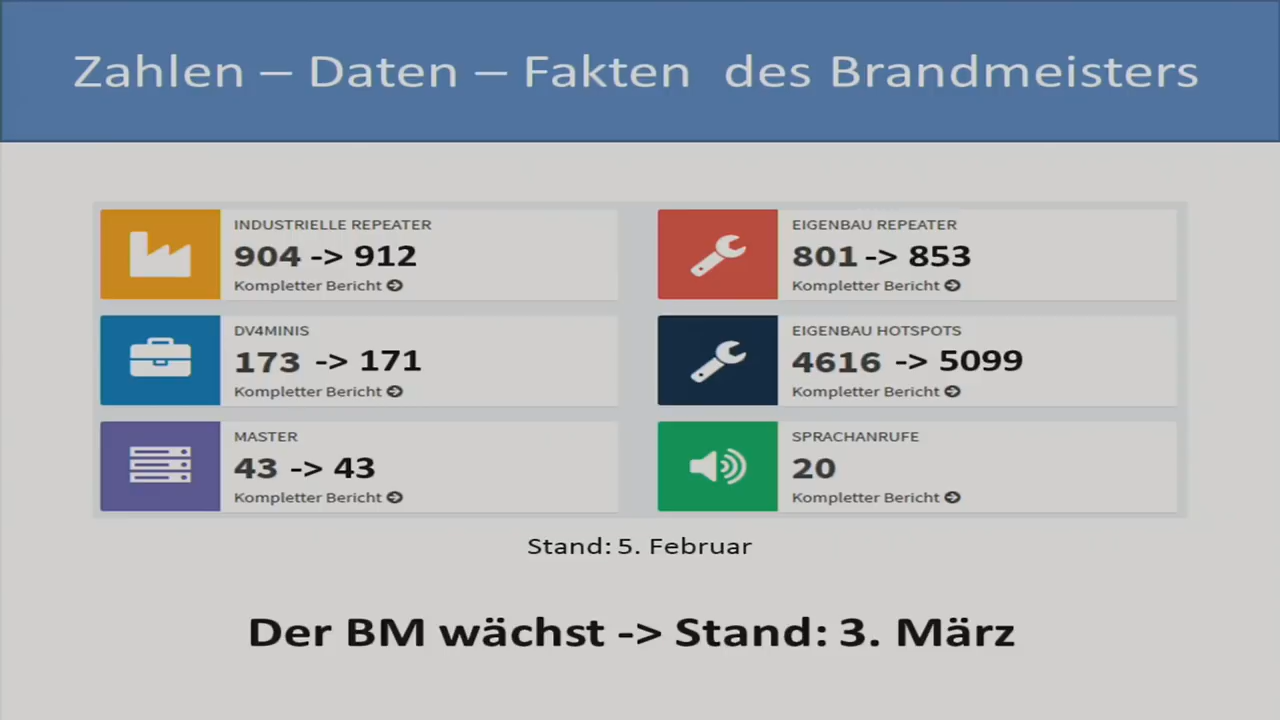 Zahlen – Daten – Fakten des Brandmeisters
INDUSTRIELLE REPEATER
904 -> 912
Kompletter Bericht
EIGENBAU REPEATER
801 -> 853
Kompletter Bericht
DV4MINIS
173 -> 171
Kompletter Bericht
EIGENBAU HOTSPOTS
4616 -> 5099
Kompletter Bericht
MASTER
43 -> 43
Kompletter Bericht
SPRACHANRUFE
20
Kompletter Bericht
Stand: 5. Februar
Der BM wächst -> Stand: 3. März